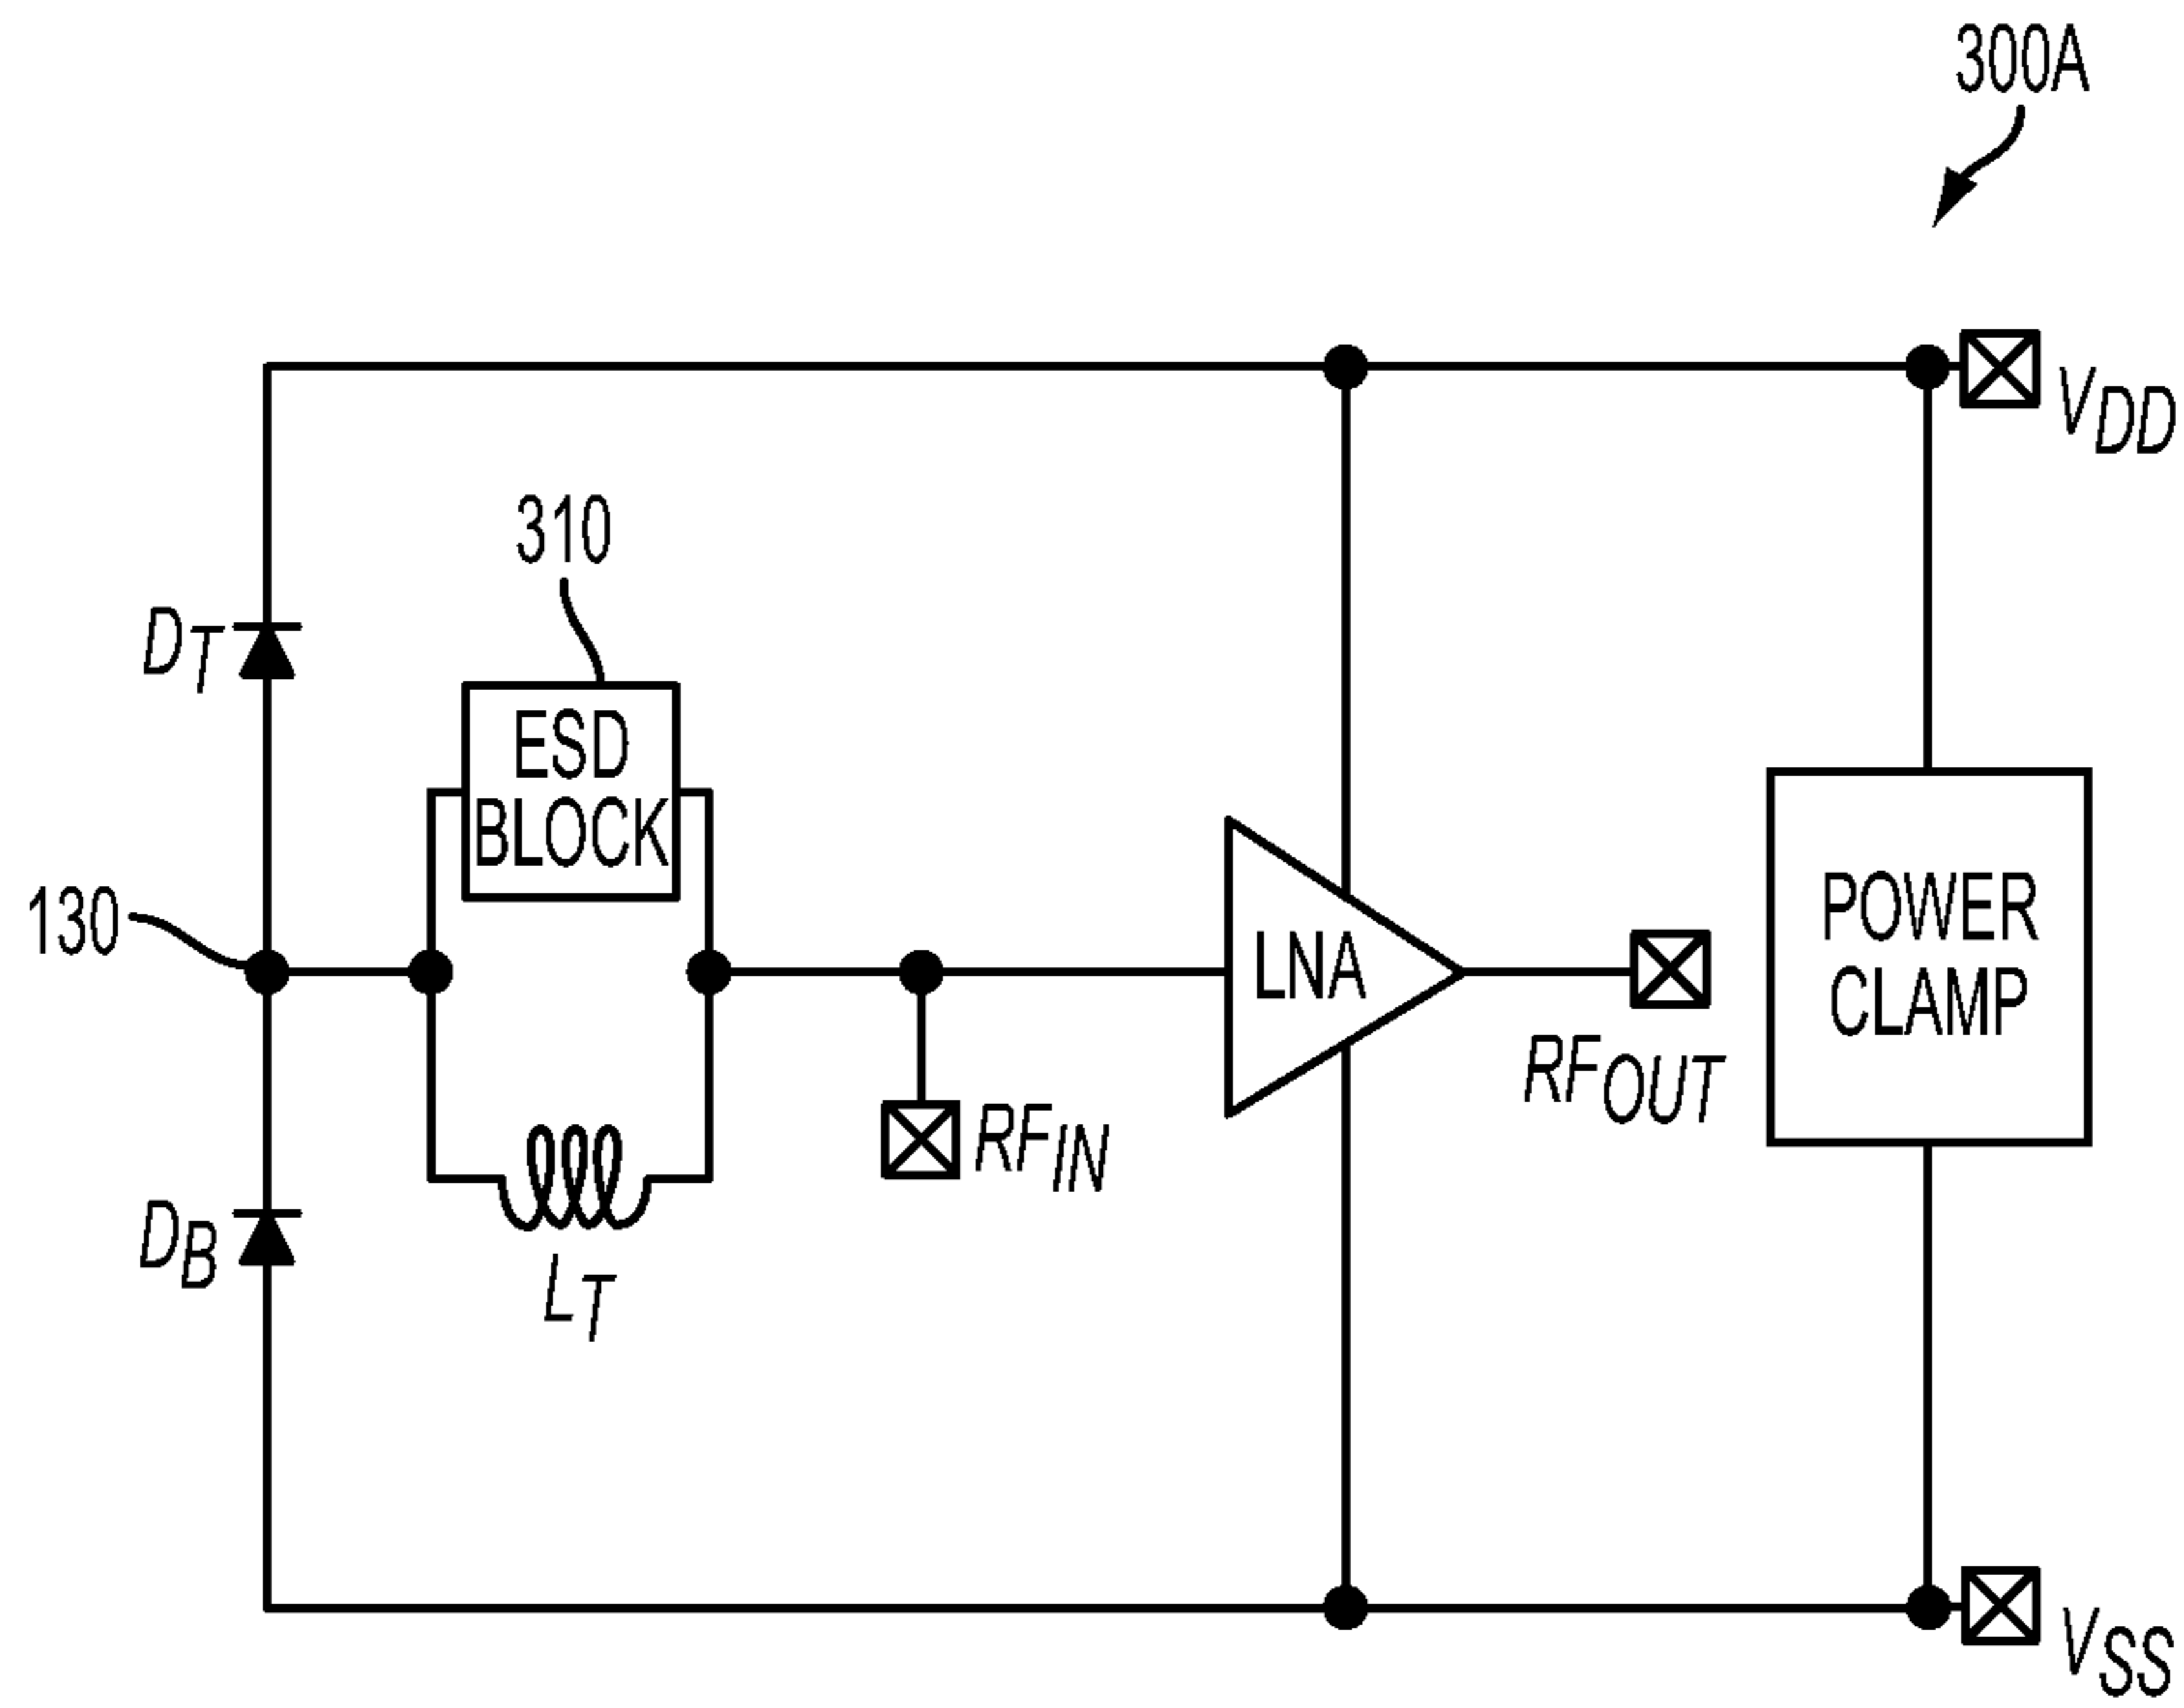 300A
VDD
310
DT
ESD
BLOCK
130
LNA
POWER
CLAMP
RFOUT
RFIN
DB
LT
VSS